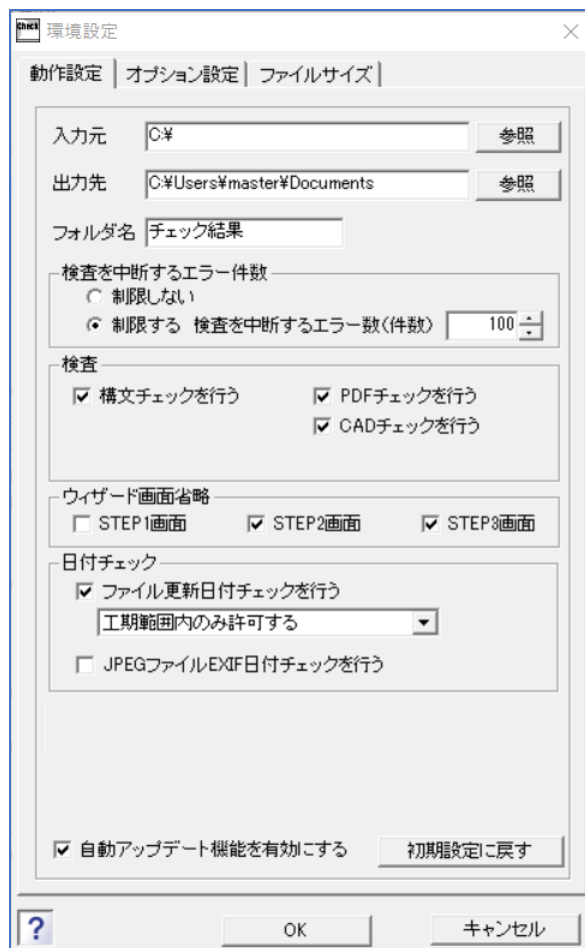 Check 環境設定
動作設定 オプション設定 ファイルサイズ
入力元 C:¥ 参照
出力先 C:¥Users¥master¥Documents 参照
フォルダ名 チェック結果
検査を中断するエラー件数
制限しない
制限する 検査を中断するエラー数(件数) 100
検査
構文チェックを行う PDFチェックを行う
CADチェックを行う
ウィザード画面省略
STEP1画面 STEP2画面 STEP3画面
日付チェック
ファイル更新日付チェックを行う
工期範囲内のみ許可する
JPEGファイルEXIF日付チェックを行う
自動アップデート機能を有効にする 初期設定に戻す
? OK キャンセル